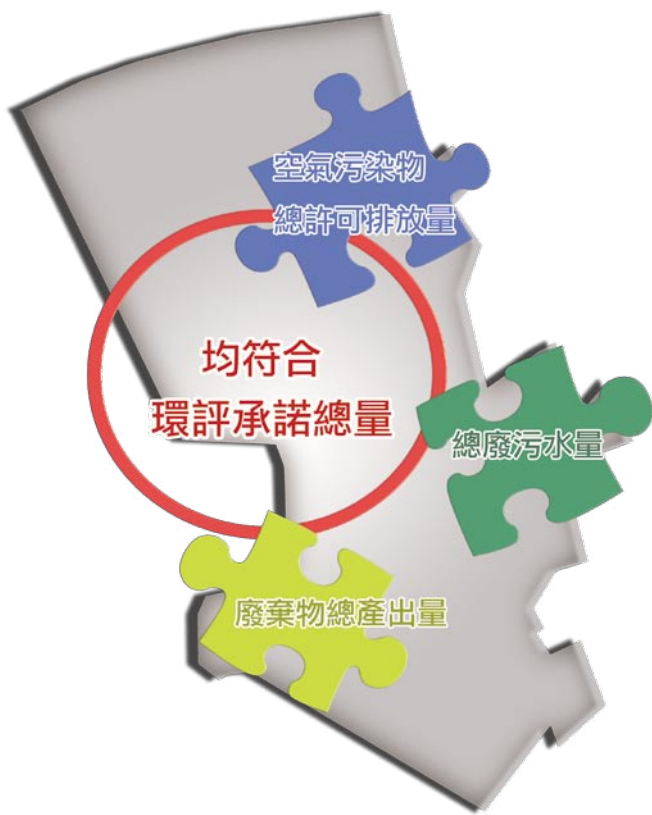 空氣污染物
總許可排放量
均符合
環評承諾總量
總廢污水量
廢棄物總產出量